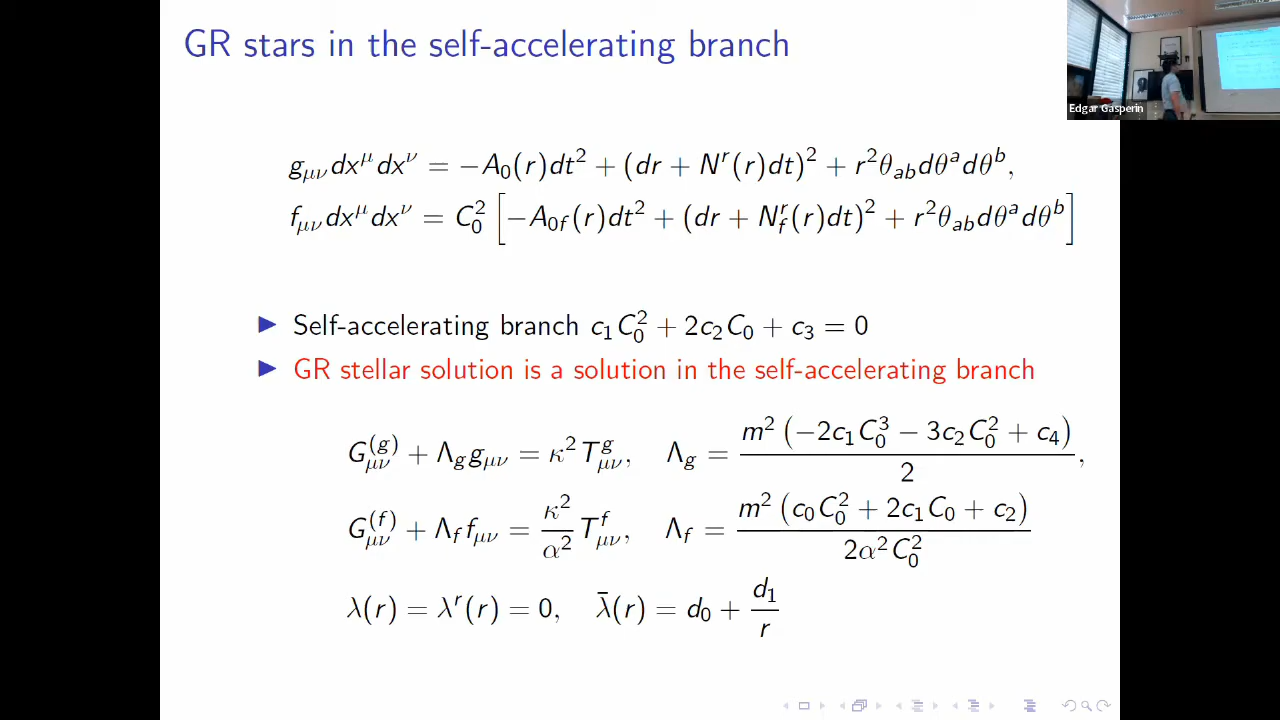 GR stars in the self-accelerating branch
Edgar Gasperin
g_{μν}dx^μdx^ν = −A_0(r)dt^2 + (dr + N^r(r)dt)^2 + r^2θ_{ab}dθ^adθ^b,
f_{μν}dx^μdx^ν = C_0^2 [−A_{0f}(r)dt^2 + (dr + N_f^r(r)dt)^2 + r^2θ_{ab}dθ^adθ^b]
▶ Self-accelerating branch c_1C_0^2 + 2c_2C_0 + c_3 = 0
▶ GR stellar solution is a solution in the self-accelerating branch
G_{μν}^{(g)} + Λ_g g_{μν} = κ^2T_{μν}^g, Λ_g = m^2(−2c_1C_0^3 − 3c_2C_0^2 + c_4)/2,
G_{μν}^{(f)} + Λ_f f_{μν} = κ^2/α^2 T_{μν}^f, Λ_f = m^2(c_0C_0^2 + 2c_1C_0 + c_2)/2α^2C_0^2
λ(r) = λ^r(r) = 0, λ̄(r) = d_0 + d_1/r